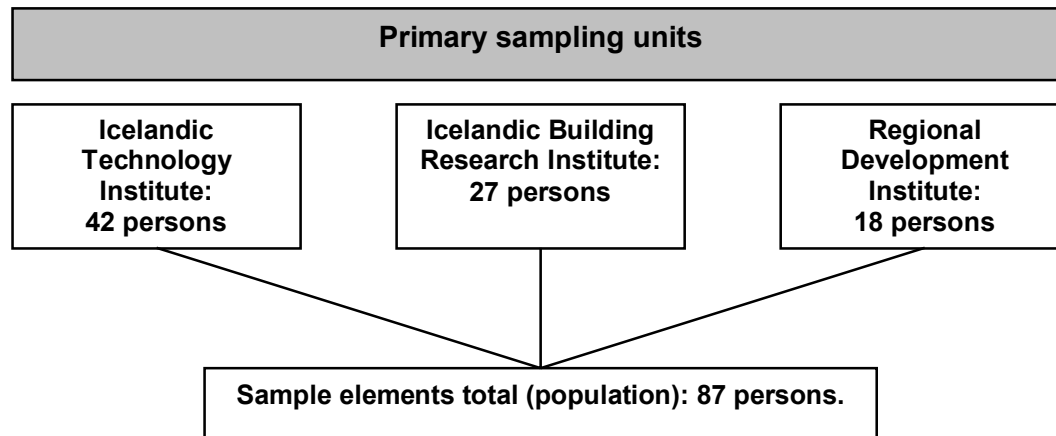 Primary sampling units
Icelandic
Technology
Institute:
42 persons
Icelandic Building
Research Institute:
27 persons
Regional
Development
Institute:
18 persons
Sample elements total (population): 87 persons.